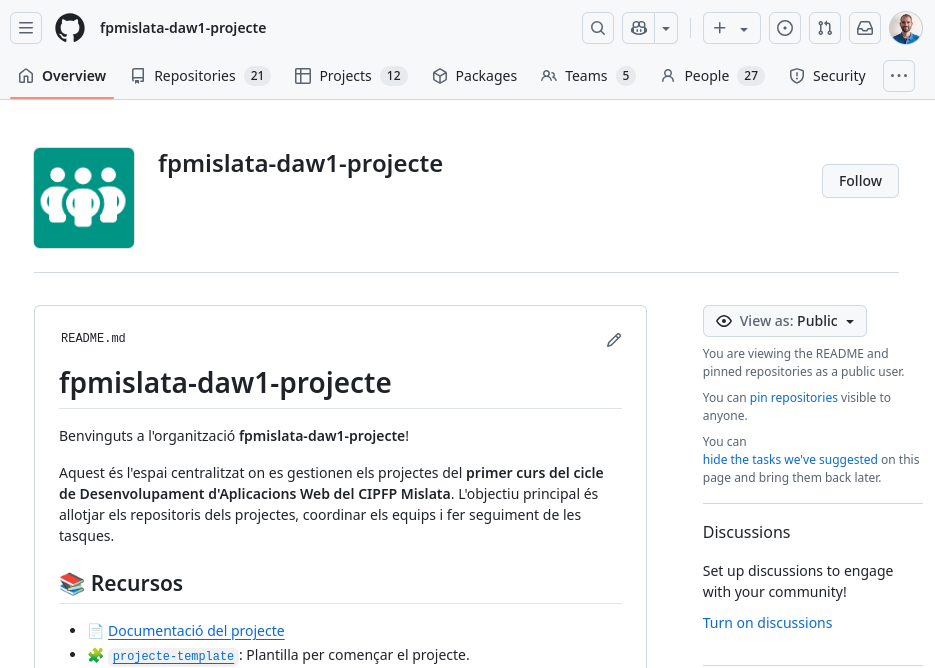 fpmislata-daw1-projecte
Overview
Repositories 21
Projects 12
Packages
Teams 5
People 27
Security
fpmislata-daw1-projecte
Follow
README.md
fpmislata-daw1-projecte
Benvinguts a l'organització fpmislata-daw1-projecte!
Aquest és l'espai centralitzat on es gestionen els projectes del primer curs del cicle
de Desenvolupament d'Aplicacions Web del CIPFP Mislata. L'objectiu principal és
allotjar els repositoris dels projectes, coordinar els equips i fer seguiment de les
tasques.
📚 Recursos
📄 Documentació del projecte
🧩 projecte-template : Plantilla per començar el projecte.
View as: Public
You are viewing the README and
pinned repositories as a public user.
You can pin repositories visible to
anyone.
You can
hide the tasks we've suggested on this
page and bring them back later.
Discussions
Set up discussions to engage
with your community!
Turn on discussions